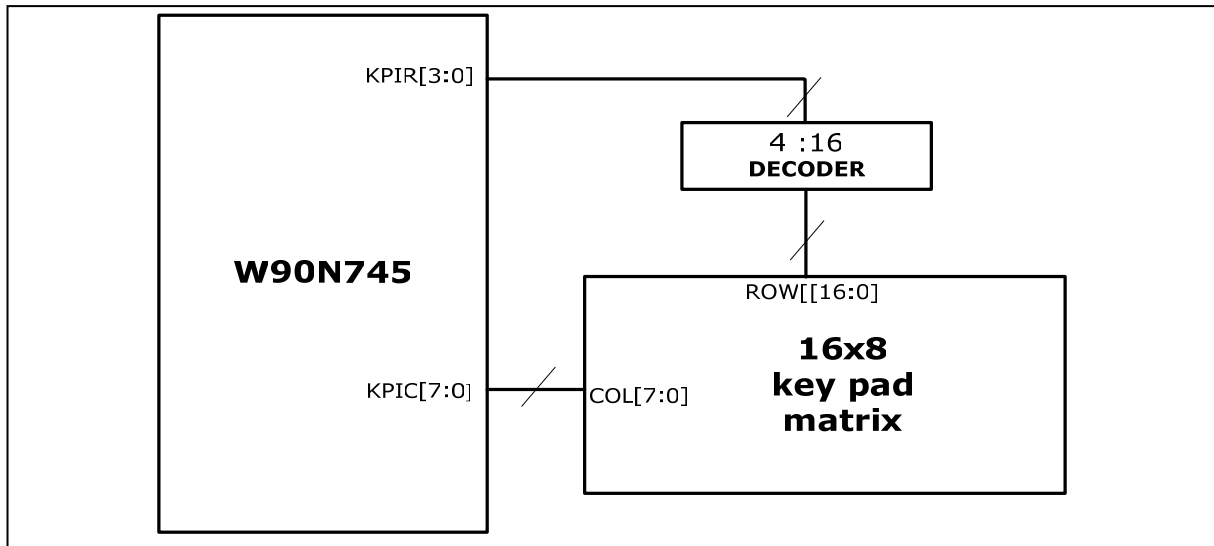 KPIR[3:0]
4 :16
DECODER
W90N745
ROW[[16:0]
16x8
key pad
matrix
KPIC[7:0]
COL[7:0]